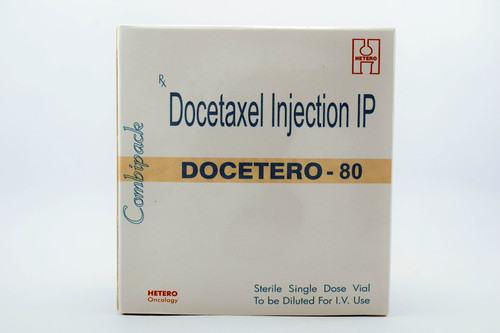 HETERO
Rx
Docetaxel Injection IP
Combipack
DOCETERO - 80
HETERO
Oncology
Sterile Single Dose Vial
To be Diluted For I.V. Use